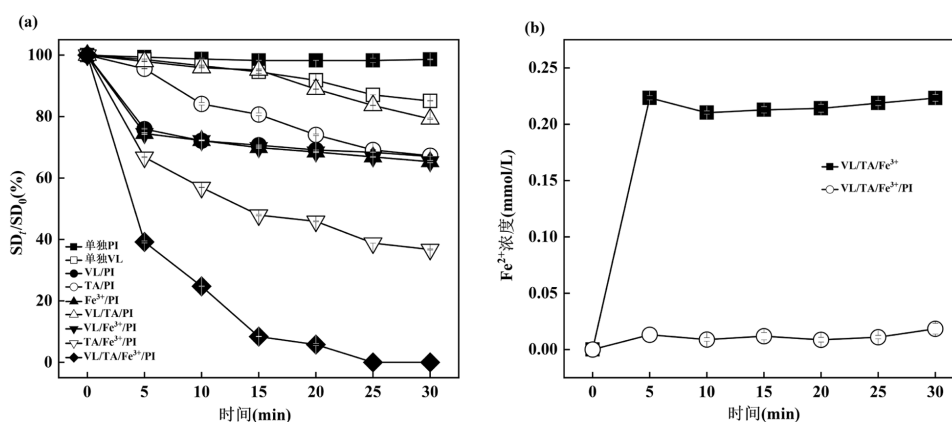 (a)
100
80
60
40
20
0
SDt/SD0(%)
单独PI
单独VL
VL/PI
TA/PI
Fe³⁺/PI
VL/TA/PI
VL/Fe³⁺/PI
TA/Fe³⁺/PI
VL/TA/Fe³⁺/PI
0 5 10 15 20 25 30
时间(min)
(b)
0.25
0.20
0.15
0.10
0.05
0.00
Fe²⁺浓度(mmol/L)
VL/TA/Fe³⁺
VL/TA/Fe³⁺/PI
0 5 10 15 20 25 30
时间(min)